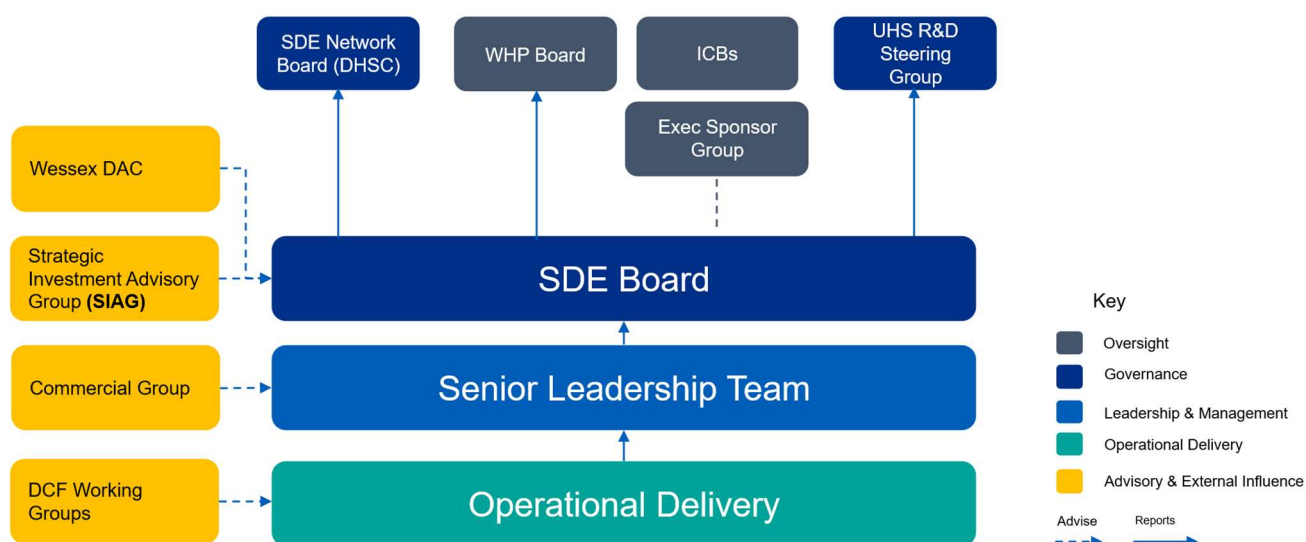 SDE Network
Board (DHSC)
WHP Board
ICBs
UHS R&D
Steering
Group
Exec Sponsor
Group
Wessex DAC
Strategic
Investment Advisory
Group (SIAG)
SDE Board
Commercial Group
Senior Leadership Team
DCF Working
Groups
Operational Delivery
Key
Oversight
Governance
Leadership & Management
Operational Delivery
Advisory & External Influence
Advise
Reports